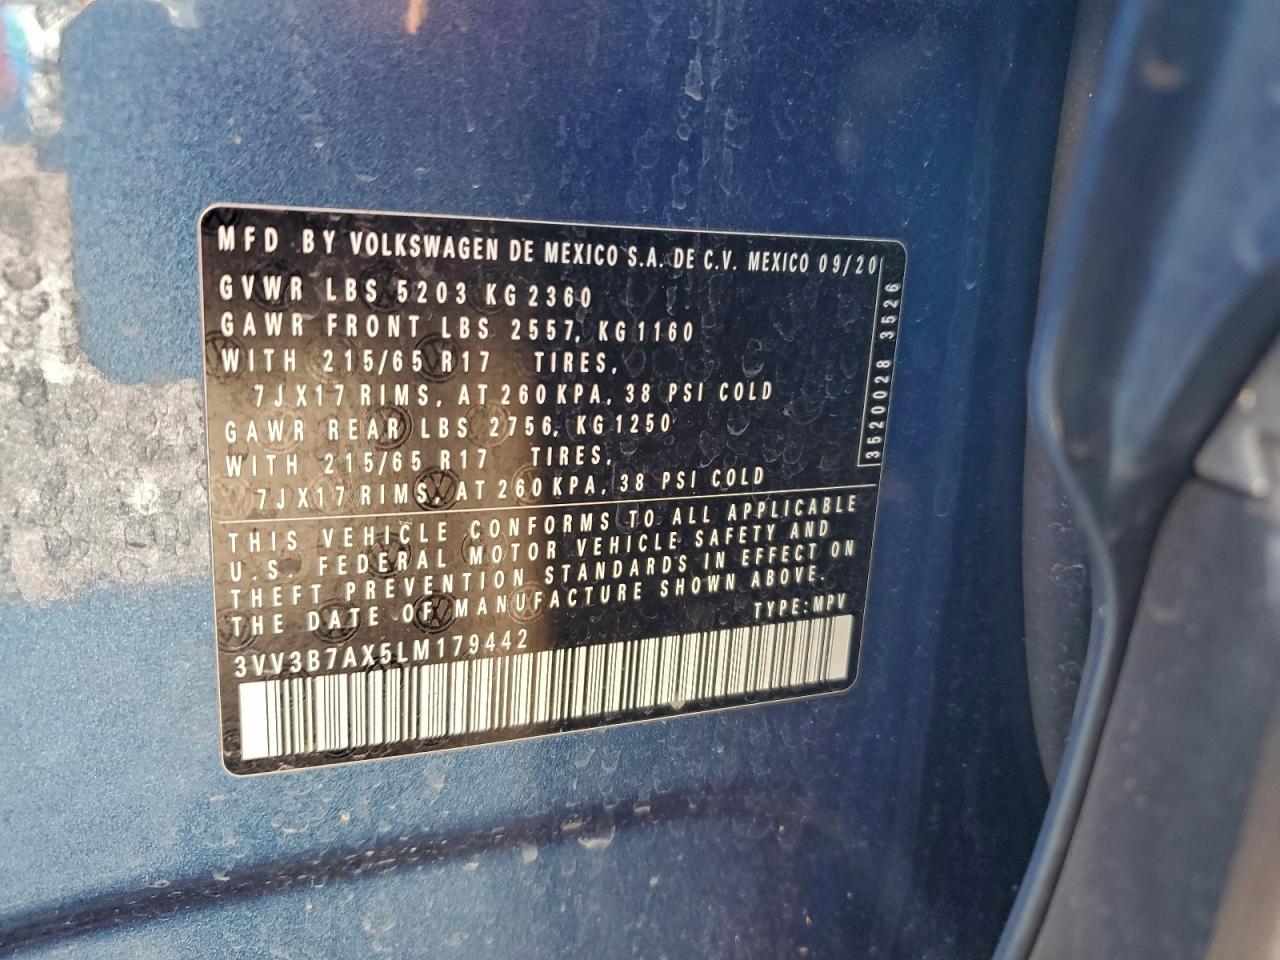 MFD BY VOLKSWAGEN DE MEXICO S.A. DE C.V. MEXICO 09/20
GVWR LBS 5203 KG 2360
GAWR FRONT LBS 2557, KG 1160
WITH 215/65 R17 TIRES,
7JX17 RIMS, AT 260 KPA, 38 PSI COLD
GAWR REAR LBS 2756, KG 1250
WITH 215/65 R17 TIRES,
7JX17 RIMS, AT 260 KPA, 38 PSI COLD
3520028 3526
THIS VEHICLE CONFORMS TO ALL APPLICABLE
U.S. FEDERAL MOTOR VEHICLE SAFETY AND
THEFT PREVENTION STANDARDS IN EFFECT ON
THE DATE OF MANUFACTURE SHOWN ABOVE.
TYPE: MPV
3VV3B7AX5LM179442